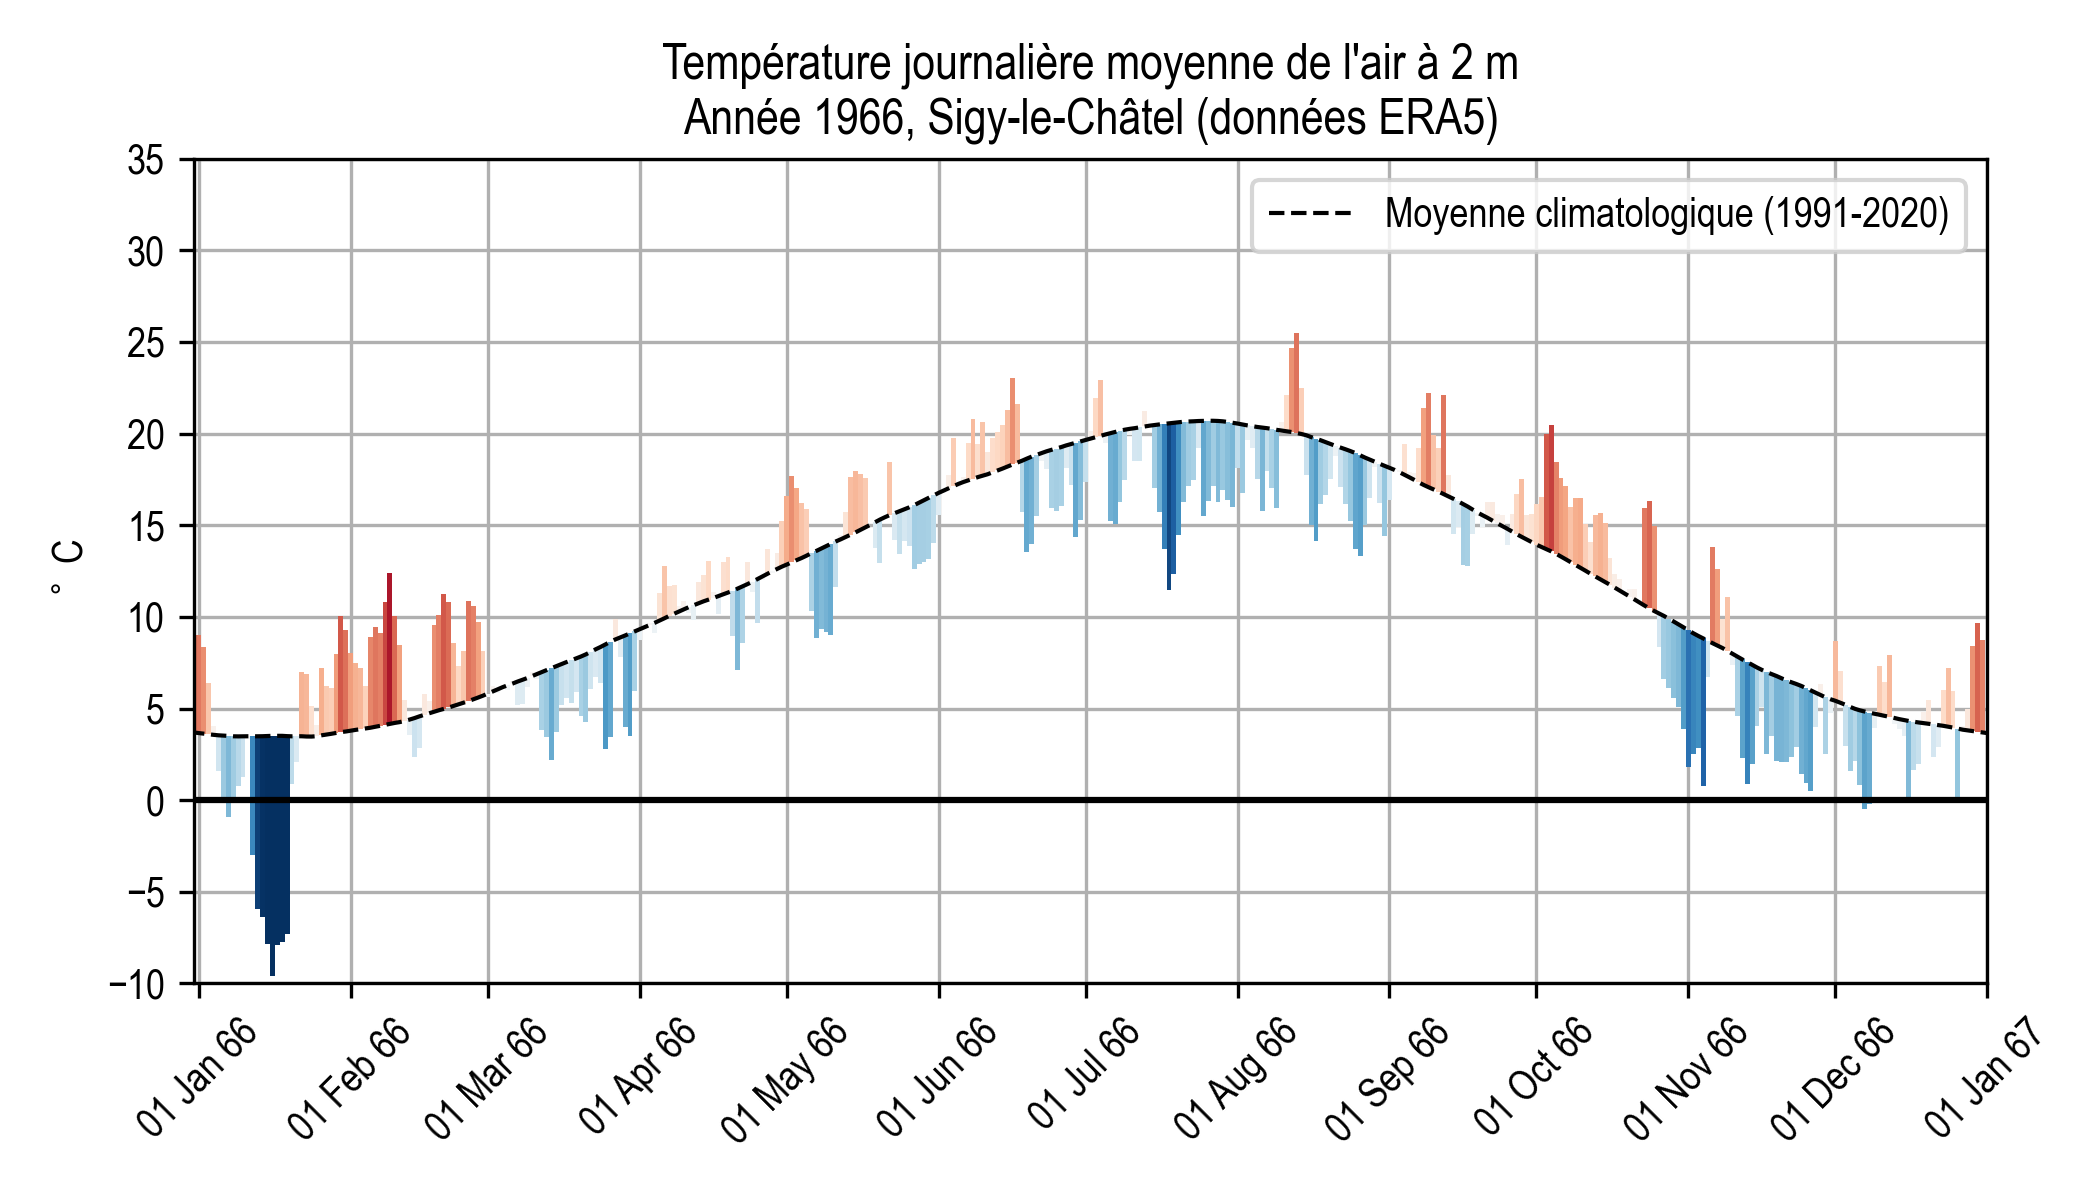 Température journalière moyenne de l'air à 2 m
Année 1966, Sigy-le-Châtel (données ERA5)
Moyenne climatologique (1991-2020)
° C
35
30
25
20
15
10
5
0
−5
−10
01 Jan 66
01 Feb 66
01 Mar 66
01 Apr 66
01 May 66
01 Jun 66
01 Jul 66
01 Aug 66
01 Sep 66
01 Oct 66
01 Nov 66
01 Dec 66
01 Jan 67